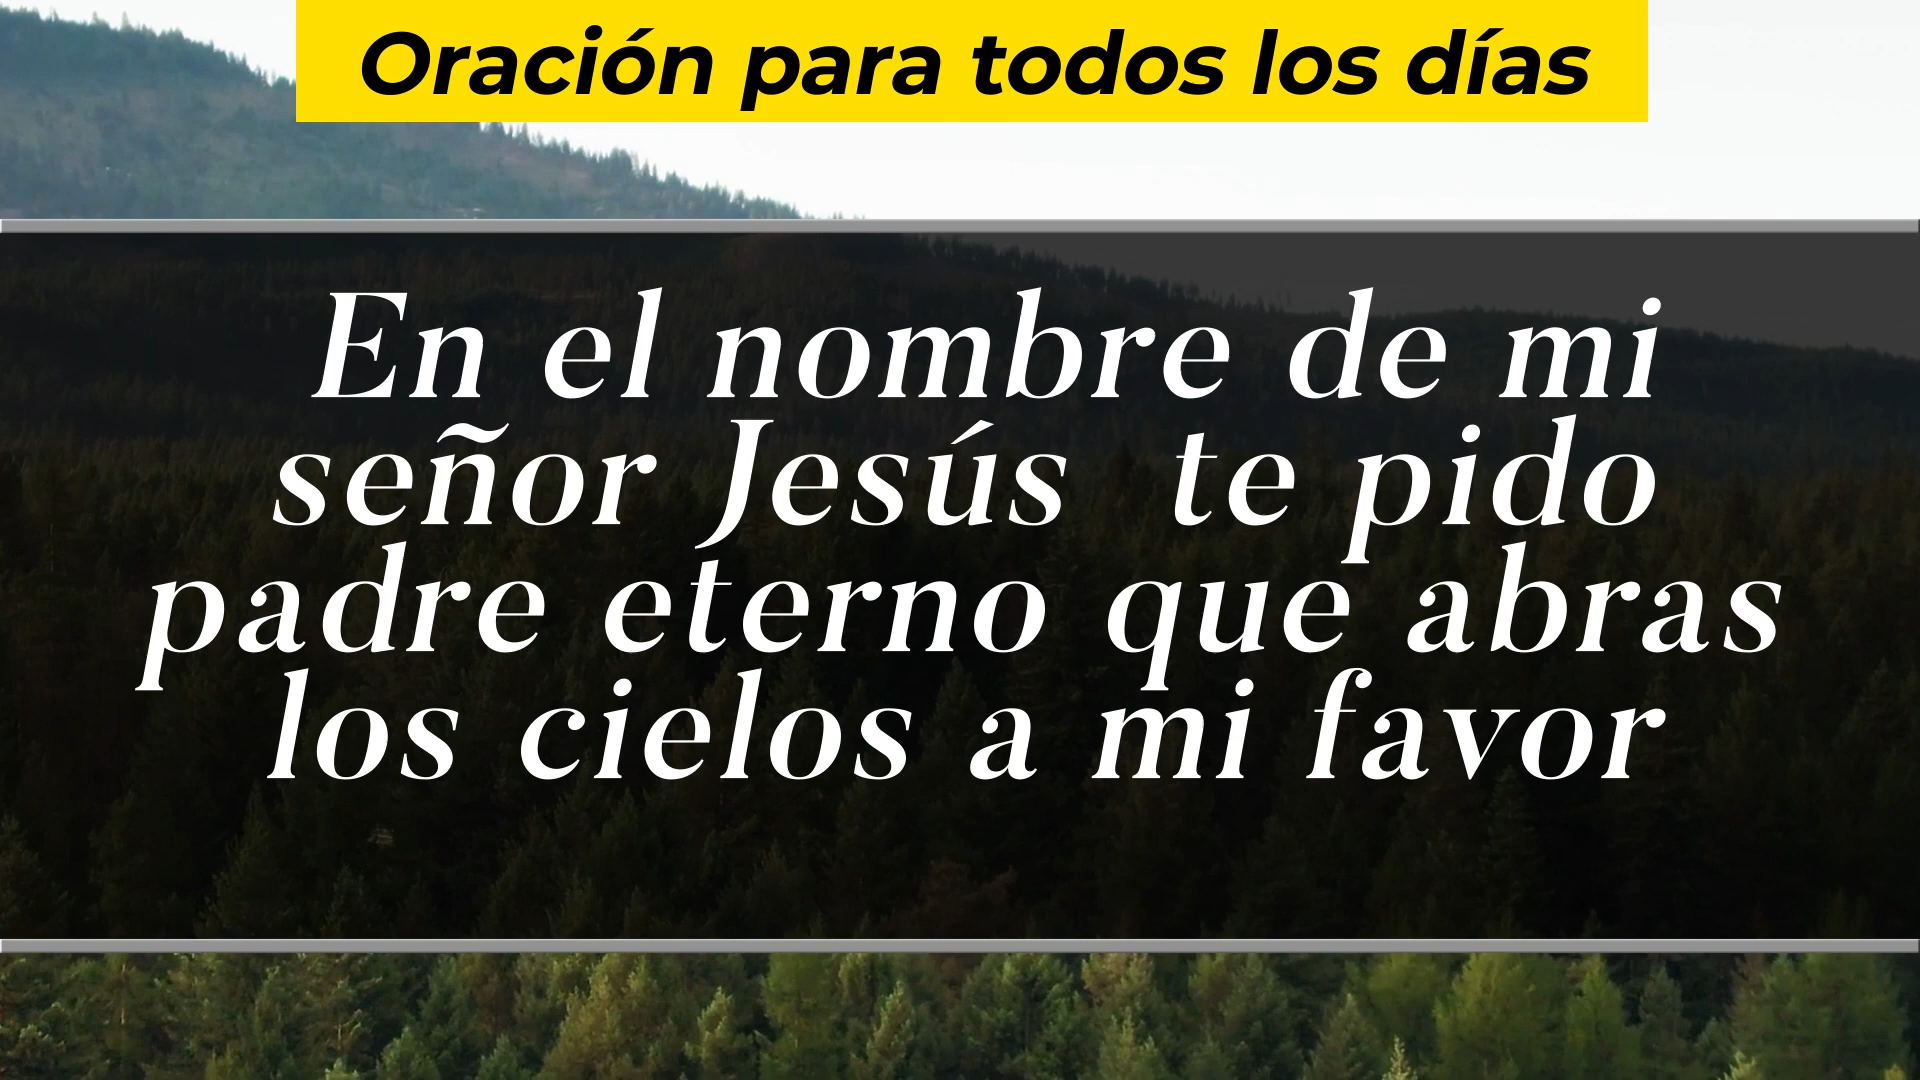 Oración para todos los días
En el nombre de mi
señor Jesús te pido
padre eterno que abras
los cielos a mi favor